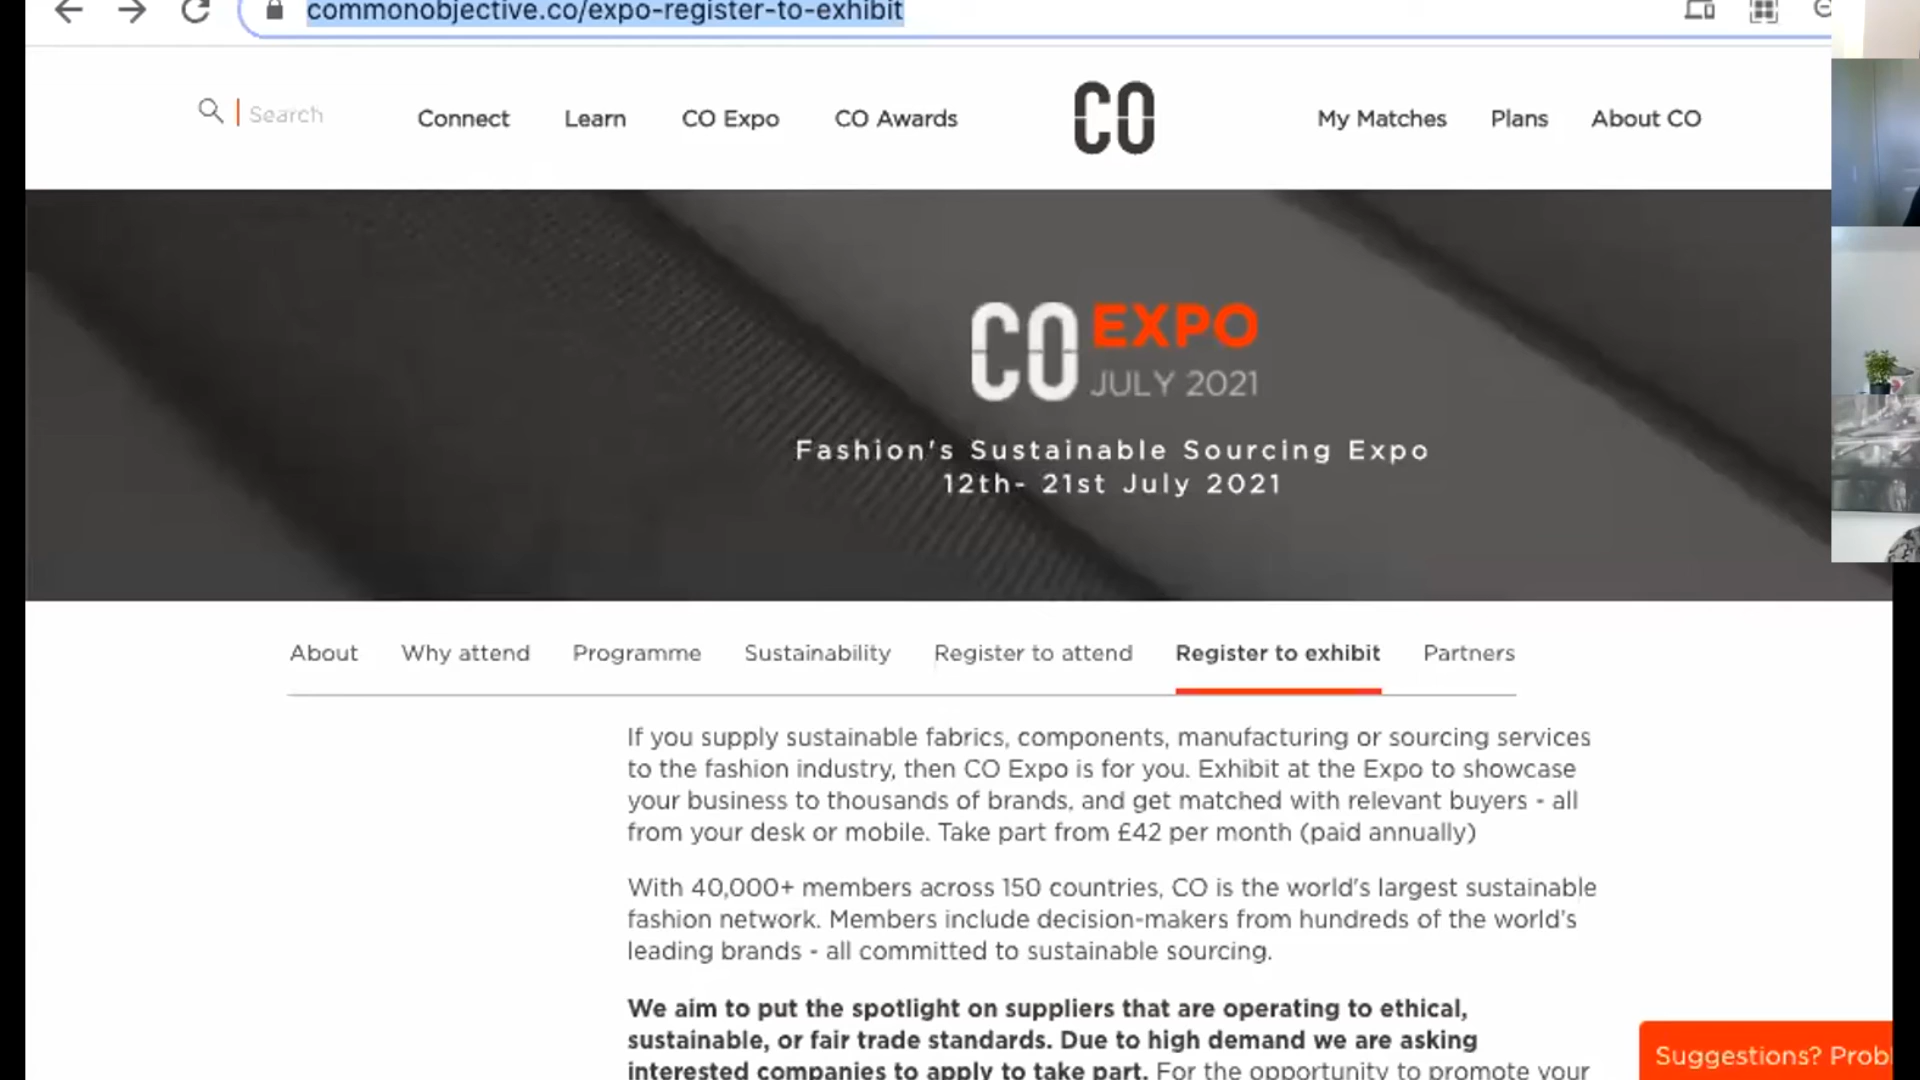 commonobjective.co/expo-register-to-exhibit
Search
Connect
Learn
CO Expo
CO Awards
CO
My Matches
Plans
About CO
CO EXPO
JULY 2021
Fashion's Sustainable Sourcing Expo
12th- 21st July 2021
About
Why attend
Programme
Sustainability
Register to attend
Register to exhibit
Partners
If you supply sustainable fabrics, components, manufacturing or sourcing services
to the fashion industry, then CO Expo is for you. Exhibit at the Expo to showcase
your business to thousands of brands, and get matched with relevant buyers - all
from your desk or mobile. Take part from £42 per month (paid annually)
With 40,000+ members across 150 countries, CO is the world's largest sustainable
fashion network. Members include decision-makers from hundreds of the world's
leading brands - all committed to sustainable sourcing.
We aim to put the spotlight on suppliers that are operating to ethical,
sustainable, or fair trade standards. Due to high demand we are asking
interested companies to apply to take part. For the opportunity to promote your
Suggestions? Probl